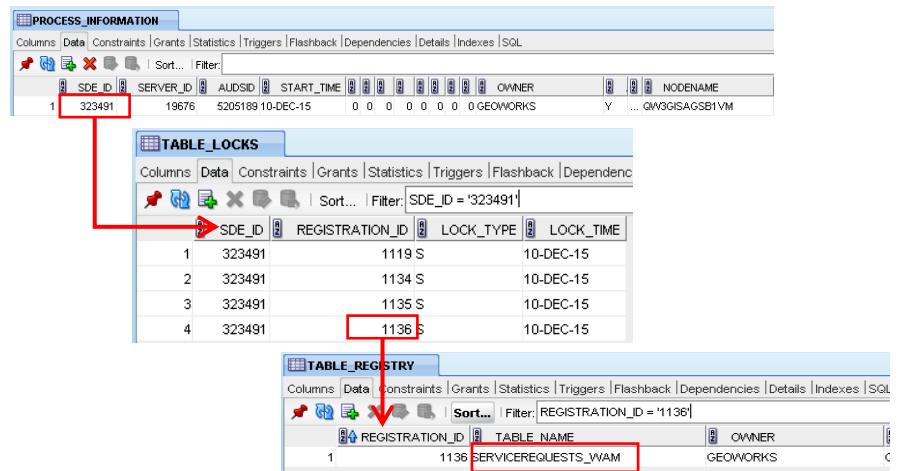 PROCESS_INFORMATION
Columns Data Constraints Grants Statistics Triggers Flashback Dependencies Details Indexes SQL
Sort... Filter:
SDE_ID SERVER_ID AUDSID START_TIME OWNER NODENAME
1 323491 19676 5205189 10-DEC-15 0 0 0 0 0 0 0 GEOWORKS Y ... QW3GISAGSB1VM
TABLE_LOCKS
Columns Data Constraints Grants Statistics Triggers Flashback Dependenc
Sort... Filter: SDE_ID = '323491'
SDE_ID REGISTRATION_ID LOCK_TYPE LOCK_TIME
1 323491 1119 S 10-DEC-15
2 323491 1134 S 10-DEC-15
3 323491 1135 S 10-DEC-15
4 323491 1136 S 10-DEC-15
TABLE_REGISTRY
Columns Data Constraints Grants Statistics Triggers Flashback Dependencies Details Indexes SQL
Sort... Filter: REGISTRATION_ID = '1136'
REGISTRATION_ID TABLE_NAME OWNER
1 1136 SERVICEREQUESTS_WAM GEOWORKS